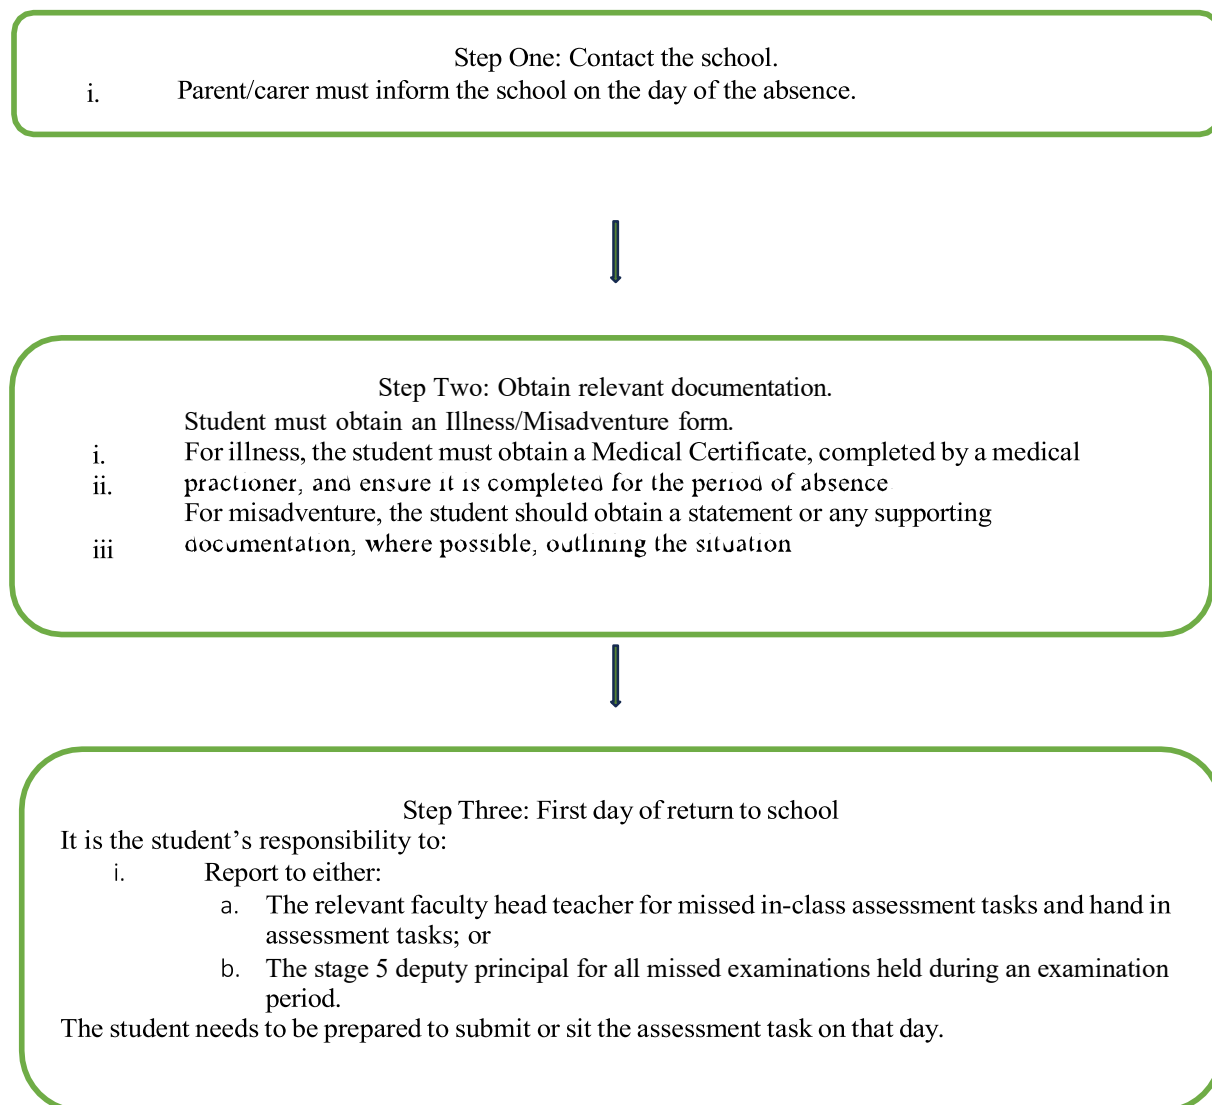 Step One: Contact the school.
i. Parent/carer must inform the school on the day of the absence.
Step Two: Obtain relevant documentation.
Student must obtain an Illness/Misadventure form.
i. For illness, the student must obtain a Medical Certificate, completed by a medical
ii. practioner, and ensure it is completed for the period of absence
For misadventure, the student should obtain a statement or any supporting
iii documentation, where possible, outlining the situation
Step Three: First day of return to school
It is the student’s responsibility to:
i. Report to either:
a. The relevant faculty head teacher for missed in-class assessment tasks and hand in
assessment tasks; or
b. The stage 5 deputy principal for all missed examinations held during an examination
period.
The student needs to be prepared to submit or sit the assessment task on that day.